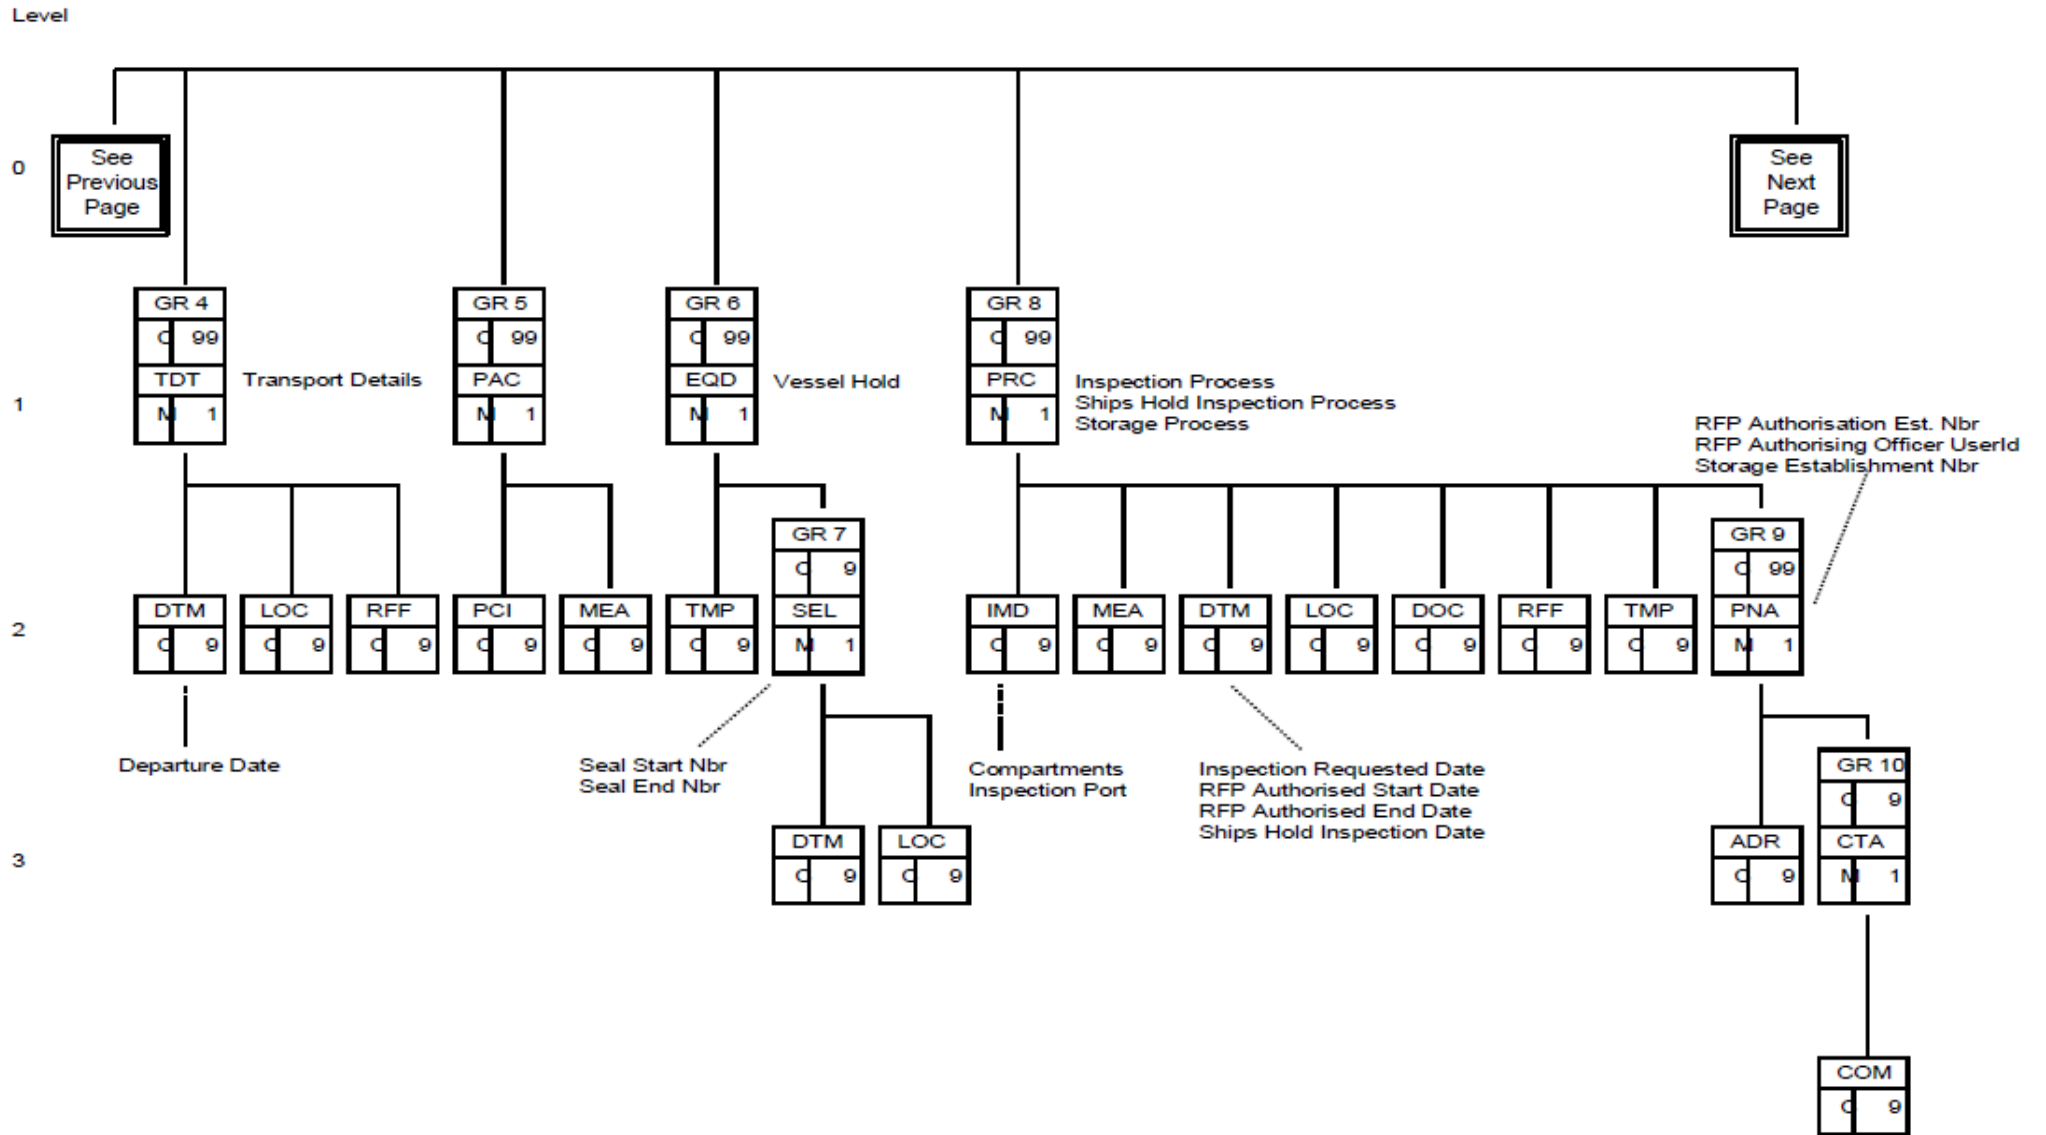 Level
0
See
Previous
Page
See
Next
Page
GR 4
C 99
TDT
M 1
Transport Details
GR 5
C 99
PAC
M 1
GR 6
C 99
EQD
M 1
Vessel Hold
GR 8
C 99
PRC
M 1
Inspection Process
Ships Hold Inspection Process
Storage Process
1
RFP Authorisation Est. Nbr
RFP Authorising Officer UserId
Storage Establishment Nbr
2
DTM
C 9
LOC
C 9
RFF
C 9
PCI
C 9
MEA
C 9
TMP
C 9
GR 7
C 9
SEL
M 1
IMD
C 9
MEA
C 9
DTM
C 9
LOC
C 9
DOC
C 9
RFF
C 9
TMP
C 9
GR 9
C 99
PNA
M 1
Departure Date
Seal Start Nbr
Seal End Nbr
Compartments
Inspection Port
Inspection Requested Date
RFP Authorised Start Date
RFP Authorised End Date
Ships Hold Inspection Date
3
DTM
C 9
LOC
C 9
ADR
C 9
GR 10
C 9
CTA
M 1
COM
C 9